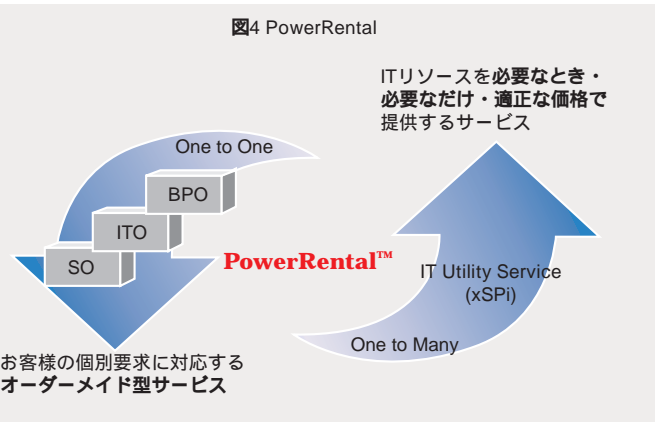 図4 PowerRental
ITリソースを必要なとき・
必要なだけ・適正な価格で
提供するサービス
One to One
BPO
ITO
SO
PowerRental™
IT Utility Service
(xSPi)
One to Many
お客様の個別要求に対応する
オーダーメイド型サービス